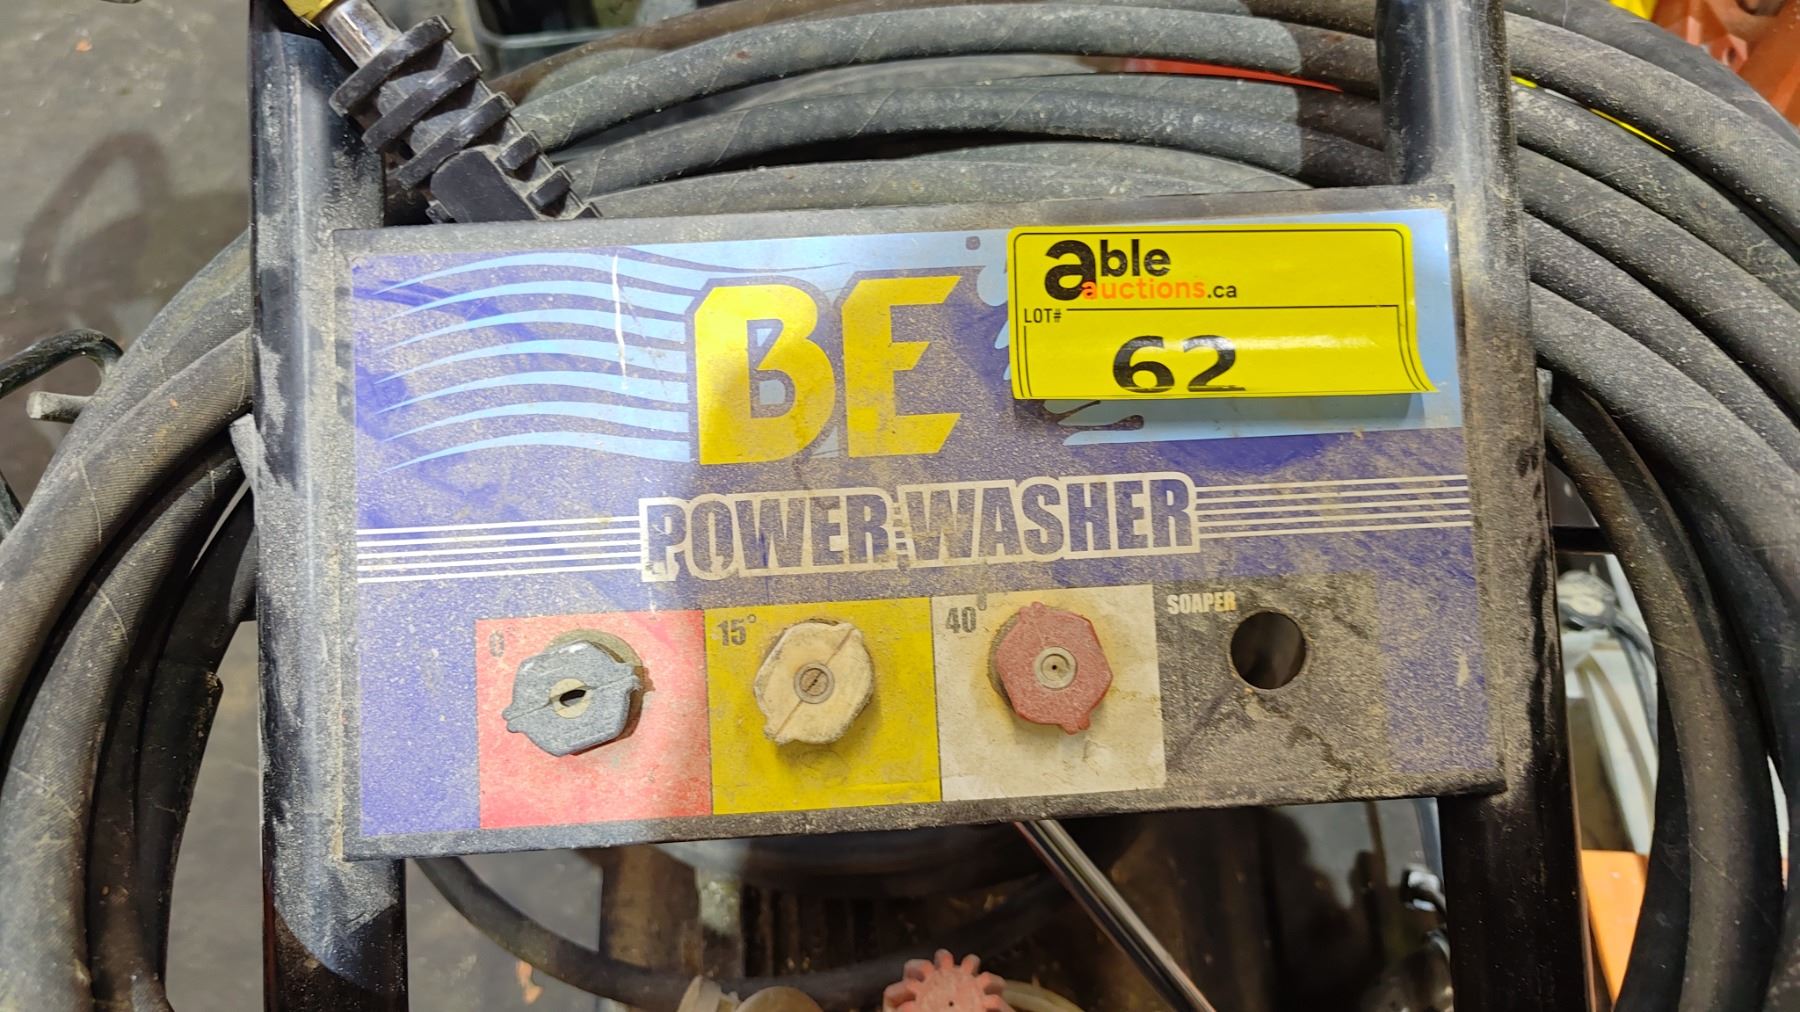 BE
able
auctions.ca
LOT#
62
POWER WASHER
0°
15°
40°
SOAPER